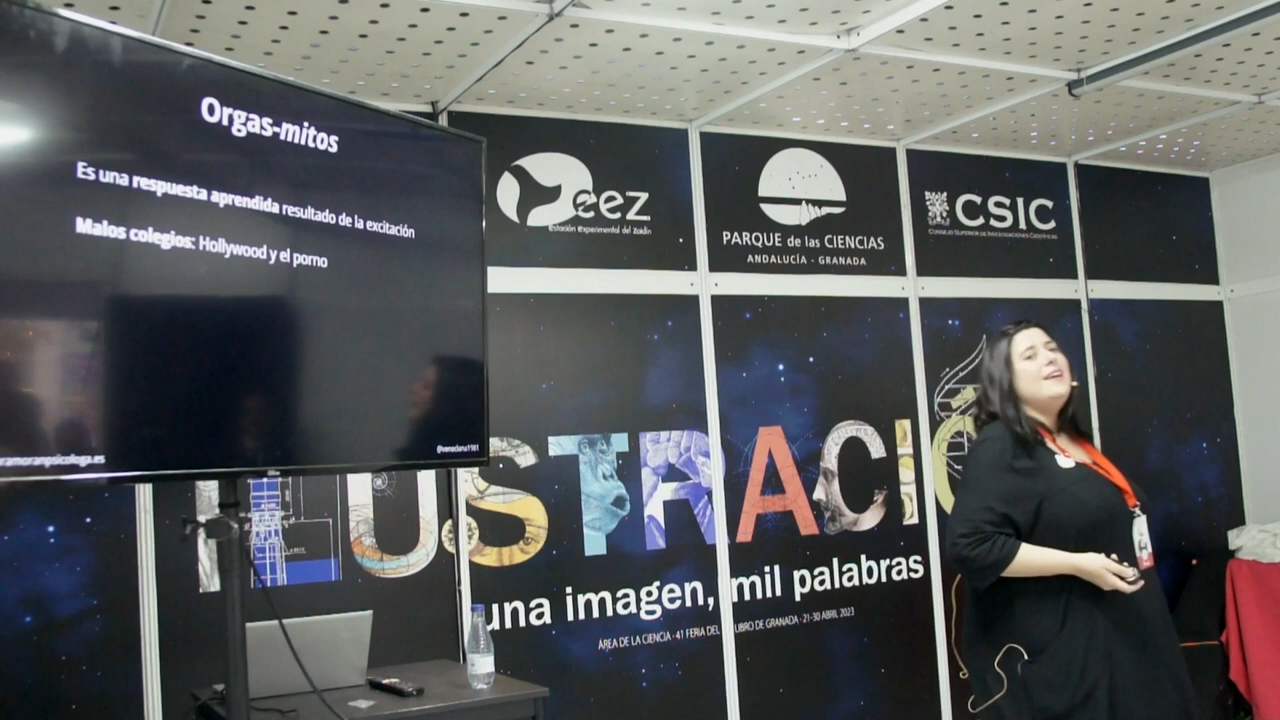 Orgas-mitos
Es una respuesta aprendida resultado de la excitación
Malos colegios: Hollywood y el porno
ramoranpsicologa.es
@venediana1981
eez
Estación Experimental del Zaidín
PARQUE de las CIENCIAS
ANDALUCÍA - GRANADA
CSIC
CONSEJO SUPERIOR DE INVESTIGACIONES CIENTÍFICAS
ILUSTRACIÓ
una imagen, mil palabras
ÁREA DE LA CIENCIA · 41 FERIA DEL LIBRO DE GRANADA · 21-30 ABRIL 2023